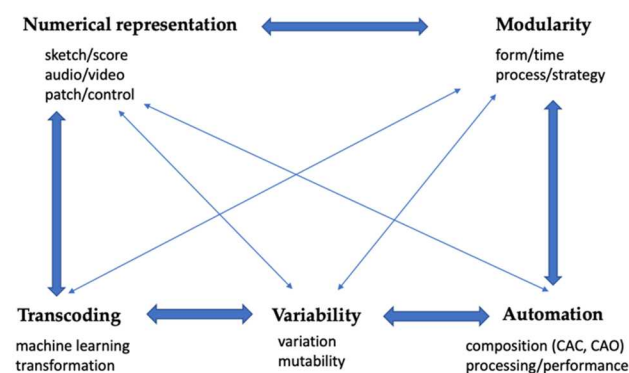 Numerical representation
sketch/score
audio/video
patch/control
Modularity
form/time
process/strategy
Transcoding
machine learning
transformation
Variability
variation
mutability
Automation
composition (CAC, CAO)
processing/performance